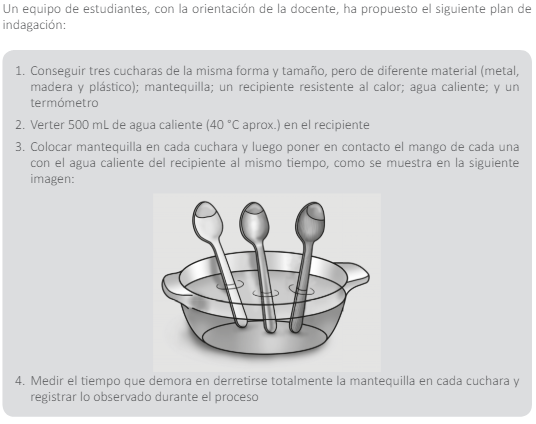 Un equipo de estudiantes, con la orientación de la docente, ha propuesto el siguiente plan de
indagación:
1. Conseguir tres cucharas de la misma forma y tamaño, pero de diferente material (metal,
madera y plástico); mantequilla; un recipiente resistente al calor; agua caliente; y un
termómetro
2. Verter 500 mL de agua caliente (40 °C aprox.) en el recipiente
3. Colocar mantequilla en cada cuchara y luego poner en contacto el mango de cada una
con el agua caliente del recipiente al mismo tiempo, como se muestra en la siguiente
imagen:
4. Medir el tiempo que demora en derretirse totalmente la mantequilla en cada cuchara y
registrar lo observado durante el proceso